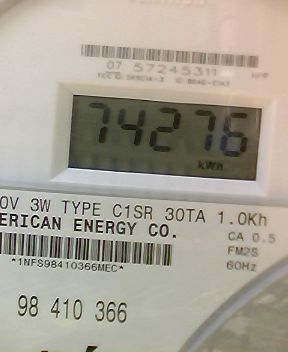 07 57245311
74276
kWh
0V 3W TYPE C1SR 30TA 1.0Kh
ERICAN ENERGY CO.
CA 0.5
FM2S
60Hz
*1NFS98410366MEC*
98 410 366